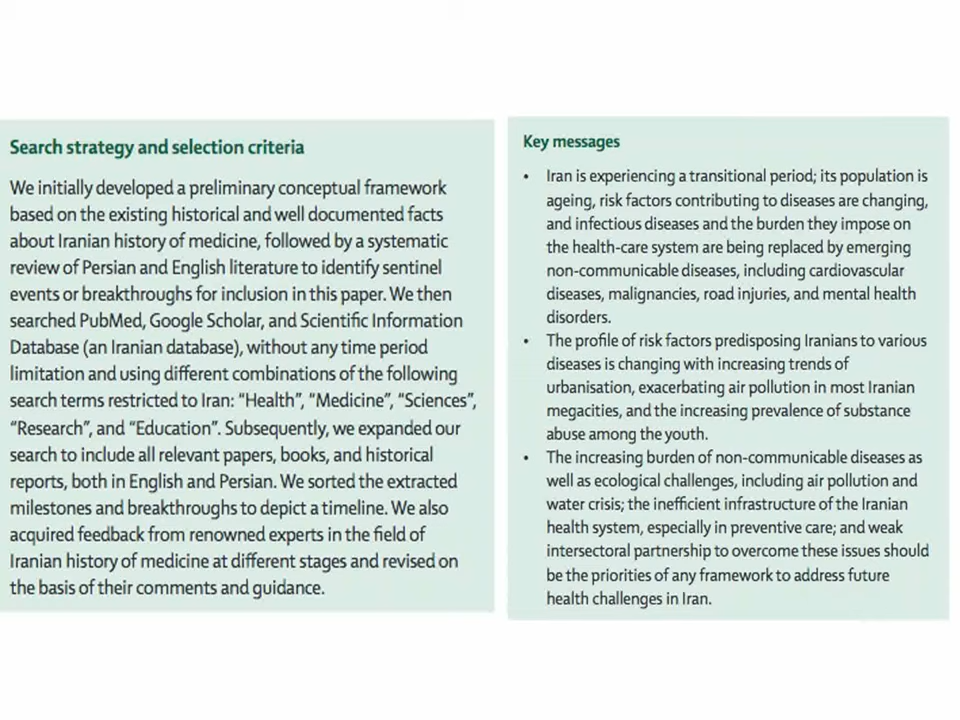 Search strategy and selection criteria
We initially developed a preliminary conceptual framework
based on the existing historical and well documented facts
about Iranian history of medicine, followed by a systematic
review of Persian and English literature to identify sentinel
events or breakthroughs for inclusion in this paper. We then
searched PubMed, Google Scholar, and Scientific Information
Database (an Iranian database), without any time period
limitation and using different combinations of the following
search terms restricted to Iran: “Health”, “Medicine”, “Sciences”,
“Research”, and “Education”. Subsequently, we expanded our
search to include all relevant papers, books, and historical
reports, both in English and Persian. We sorted the extracted
milestones and breakthroughs to depict a timeline. We also
acquired feedback from renowned experts in the field of
Iranian history of medicine at different stages and revised on
the basis of their comments and guidance.
Key messages
• Iran is experiencing a transitional period; its population is
ageing, risk factors contributing to diseases are changing,
and infectious diseases and the burden they impose on
the health-care system are being replaced by emerging
non-communicable diseases, including cardiovascular
diseases, malignancies, road injuries, and mental health
disorders.
• The profile of risk factors predisposing Iranians to various
diseases is changing with increasing trends of
urbanisation, exacerbating air pollution in most Iranian
megacities, and the increasing prevalence of substance
abuse among the youth.
• The increasing burden of non-communicable diseases as
well as ecological challenges, including air pollution and
water crisis; the inefficient infrastructure of the Iranian
health system, especially in preventive care; and weak
intersectoral partnership to overcome these issues should
be the priorities of any framework to address future
health challenges in Iran.